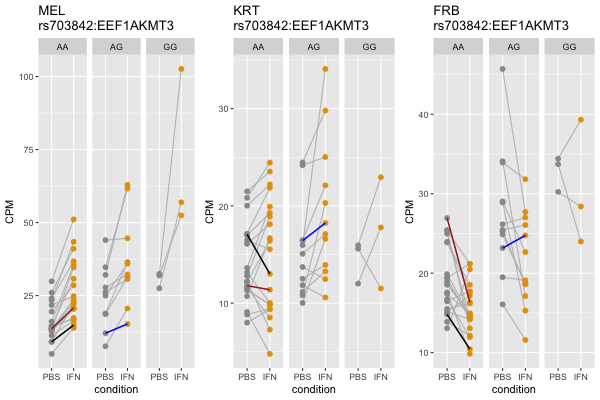 MEL
rs703842:EEF1AKMT3
AA AG GG
CPM
100
75
50
25
PBS IFN PBS IFN PBS IFN
condition
KRT
rs703842:EEF1AKMT3
AA AG GG
CPM
30
20
10
PBS IFN PBS IFN PBS IFN
condition
FRB
rs703842:EEF1AKMT3
AA AG GG
CPM
40
30
20
10
PBS IFN PBS IFN PBS IFN
condition